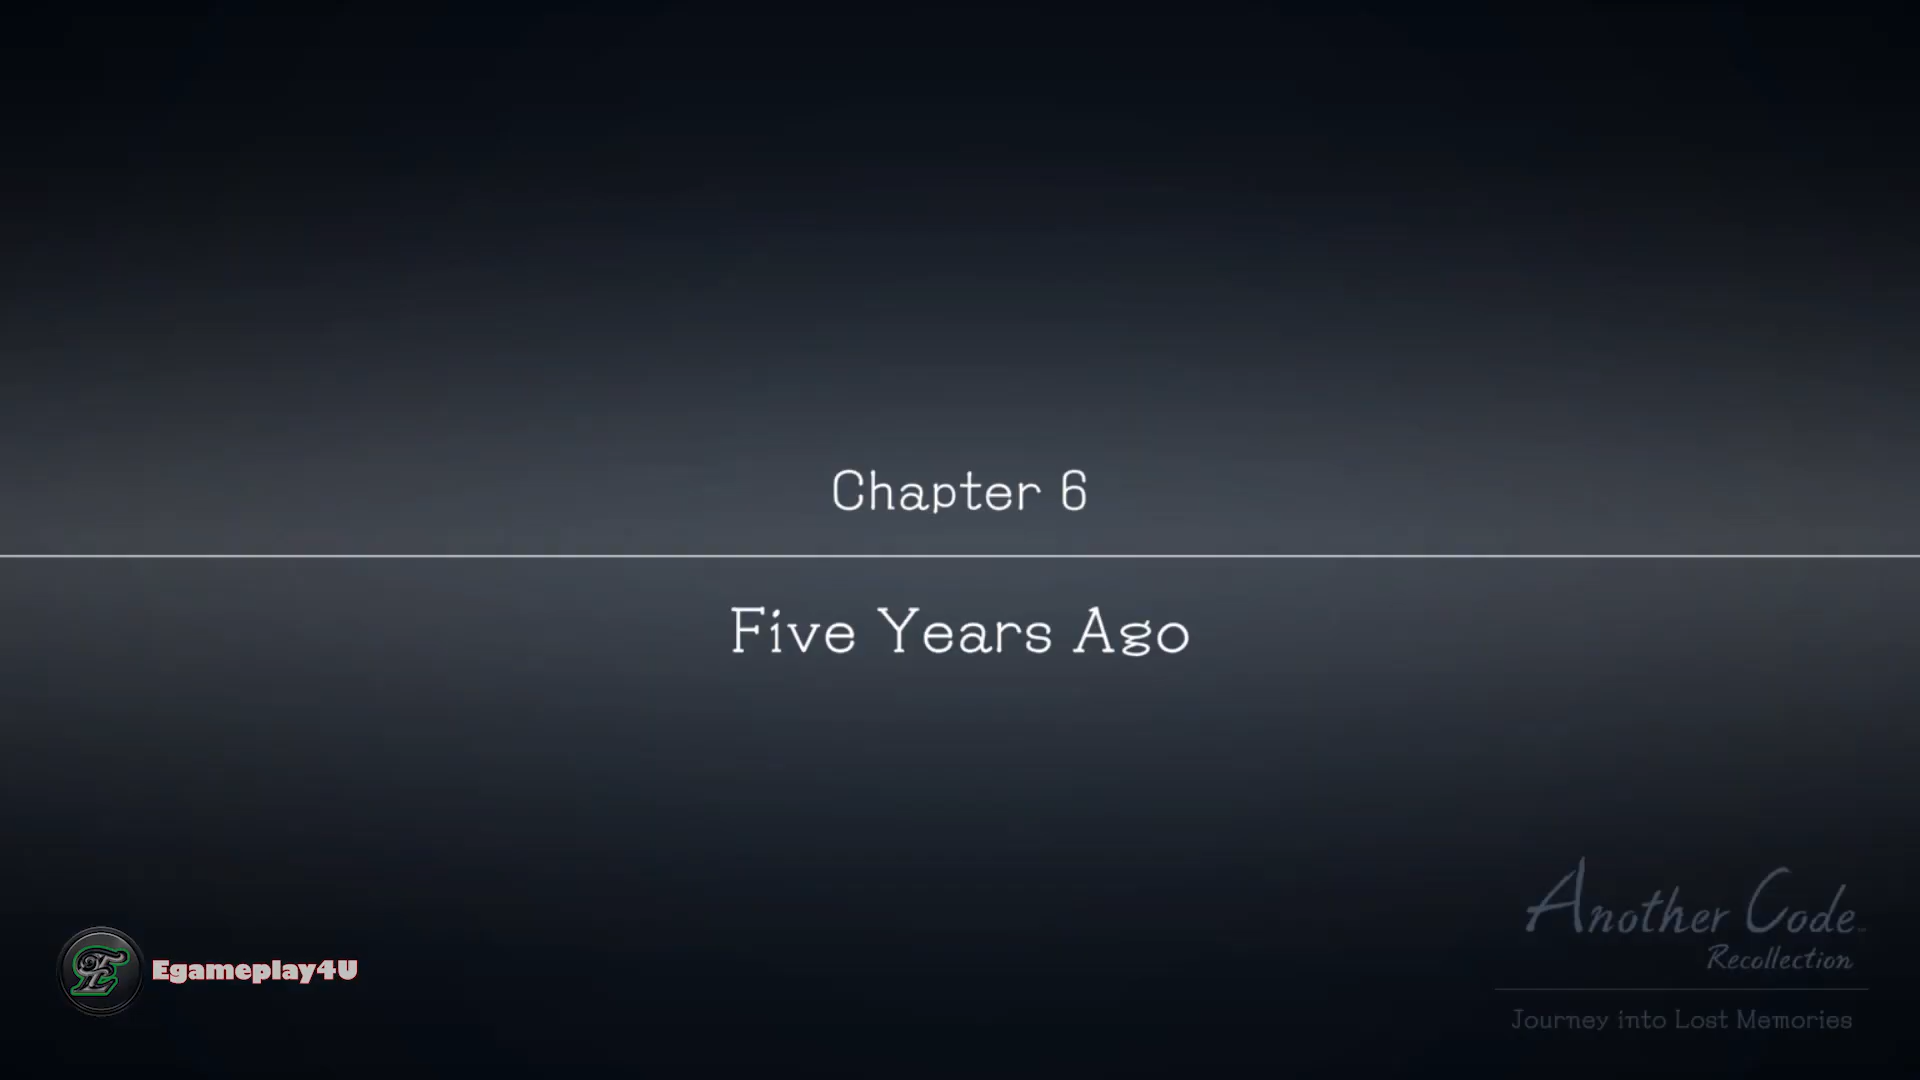 Chapter 6
Five Years Ago
Another Code
Recollection
Journey into Lost Memories
Egameplay4U